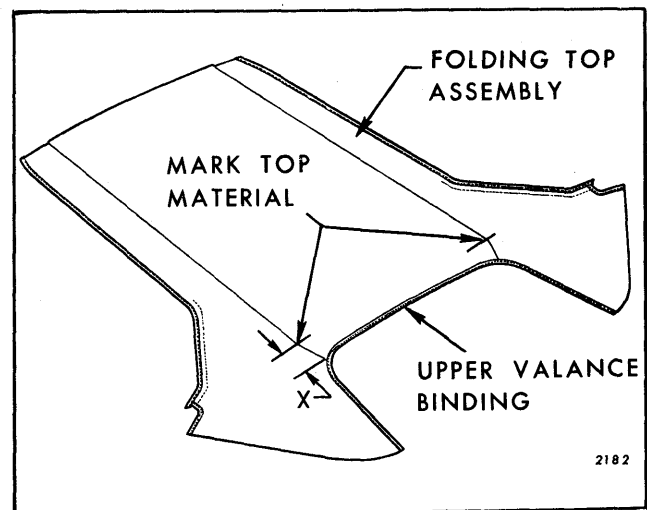 FOLDING TOP
ASSEMBLY
MARK TOP
MATERIAL
X
UPPER VALANCE
BINDING
2182